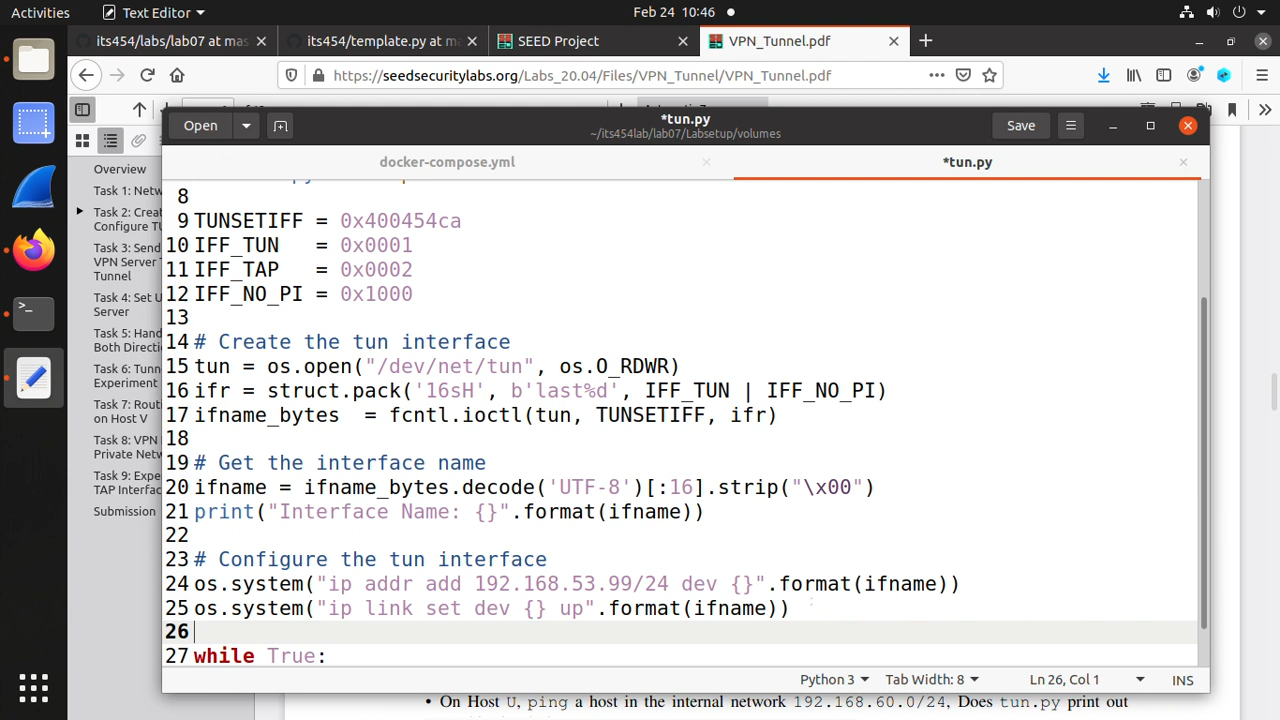 Activities
Text Editor
Feb 24 10:46
its454/labs/lab07 at mas
its454/template.py at m
SEED Project
VPN_Tunnel.pdf
https://seedsecuritylabs.org/Labs_20.04/Files/VPN_Tunnel/VPN_Tunnel.pdf
Open
*tun.py
~/its454lab/lab07/Labsetup/volumes
Save
docker-compose.yml
*tun.py
Overview
Task 1: Netw
Task 2: Creat
Configure TU
Task 3: Send
VPN Server T
Tunnel
Task 4: Set U
Server
Task 5: Hand
Both Directio
Task 6: Tunne
Experiment
Task 7: Rout
on Host V
Task 8: VPN
Private Netw
Task 9: Expe
TAP Interfac
Submission
8
9 TUNSETIFF = 0x400454ca
10 IFF_TUN   = 0x0001
11 IFF_TAP   = 0x0002
12 IFF_NO_PI = 0x1000
13
14 # Create the tun interface
15 tun = os.open("/dev/net/tun", os.O_RDWR)
16 ifr = struct.pack('16sH', b'last%d', IFF_TUN | IFF_NO_PI)
17 ifname_bytes  = fcntl.ioctl(tun, TUNSETIFF, ifr)
18
19 # Get the interface name
20 ifname = ifname_bytes.decode('UTF-8')[:16].strip("\x00")
21 print("Interface Name: {}".format(ifname))
22
23 # Configure the tun interface
24 os.system("ip addr add 192.168.53.99/24 dev {}".format(ifname))
25 os.system("ip link set dev {} up".format(ifname))
26
27 while True:
Python 3
Tab Width: 8
Ln 26, Col 1
INS
• On Host U, ping a host in the internal network 192.168.60.0/24, Does tun.py print out